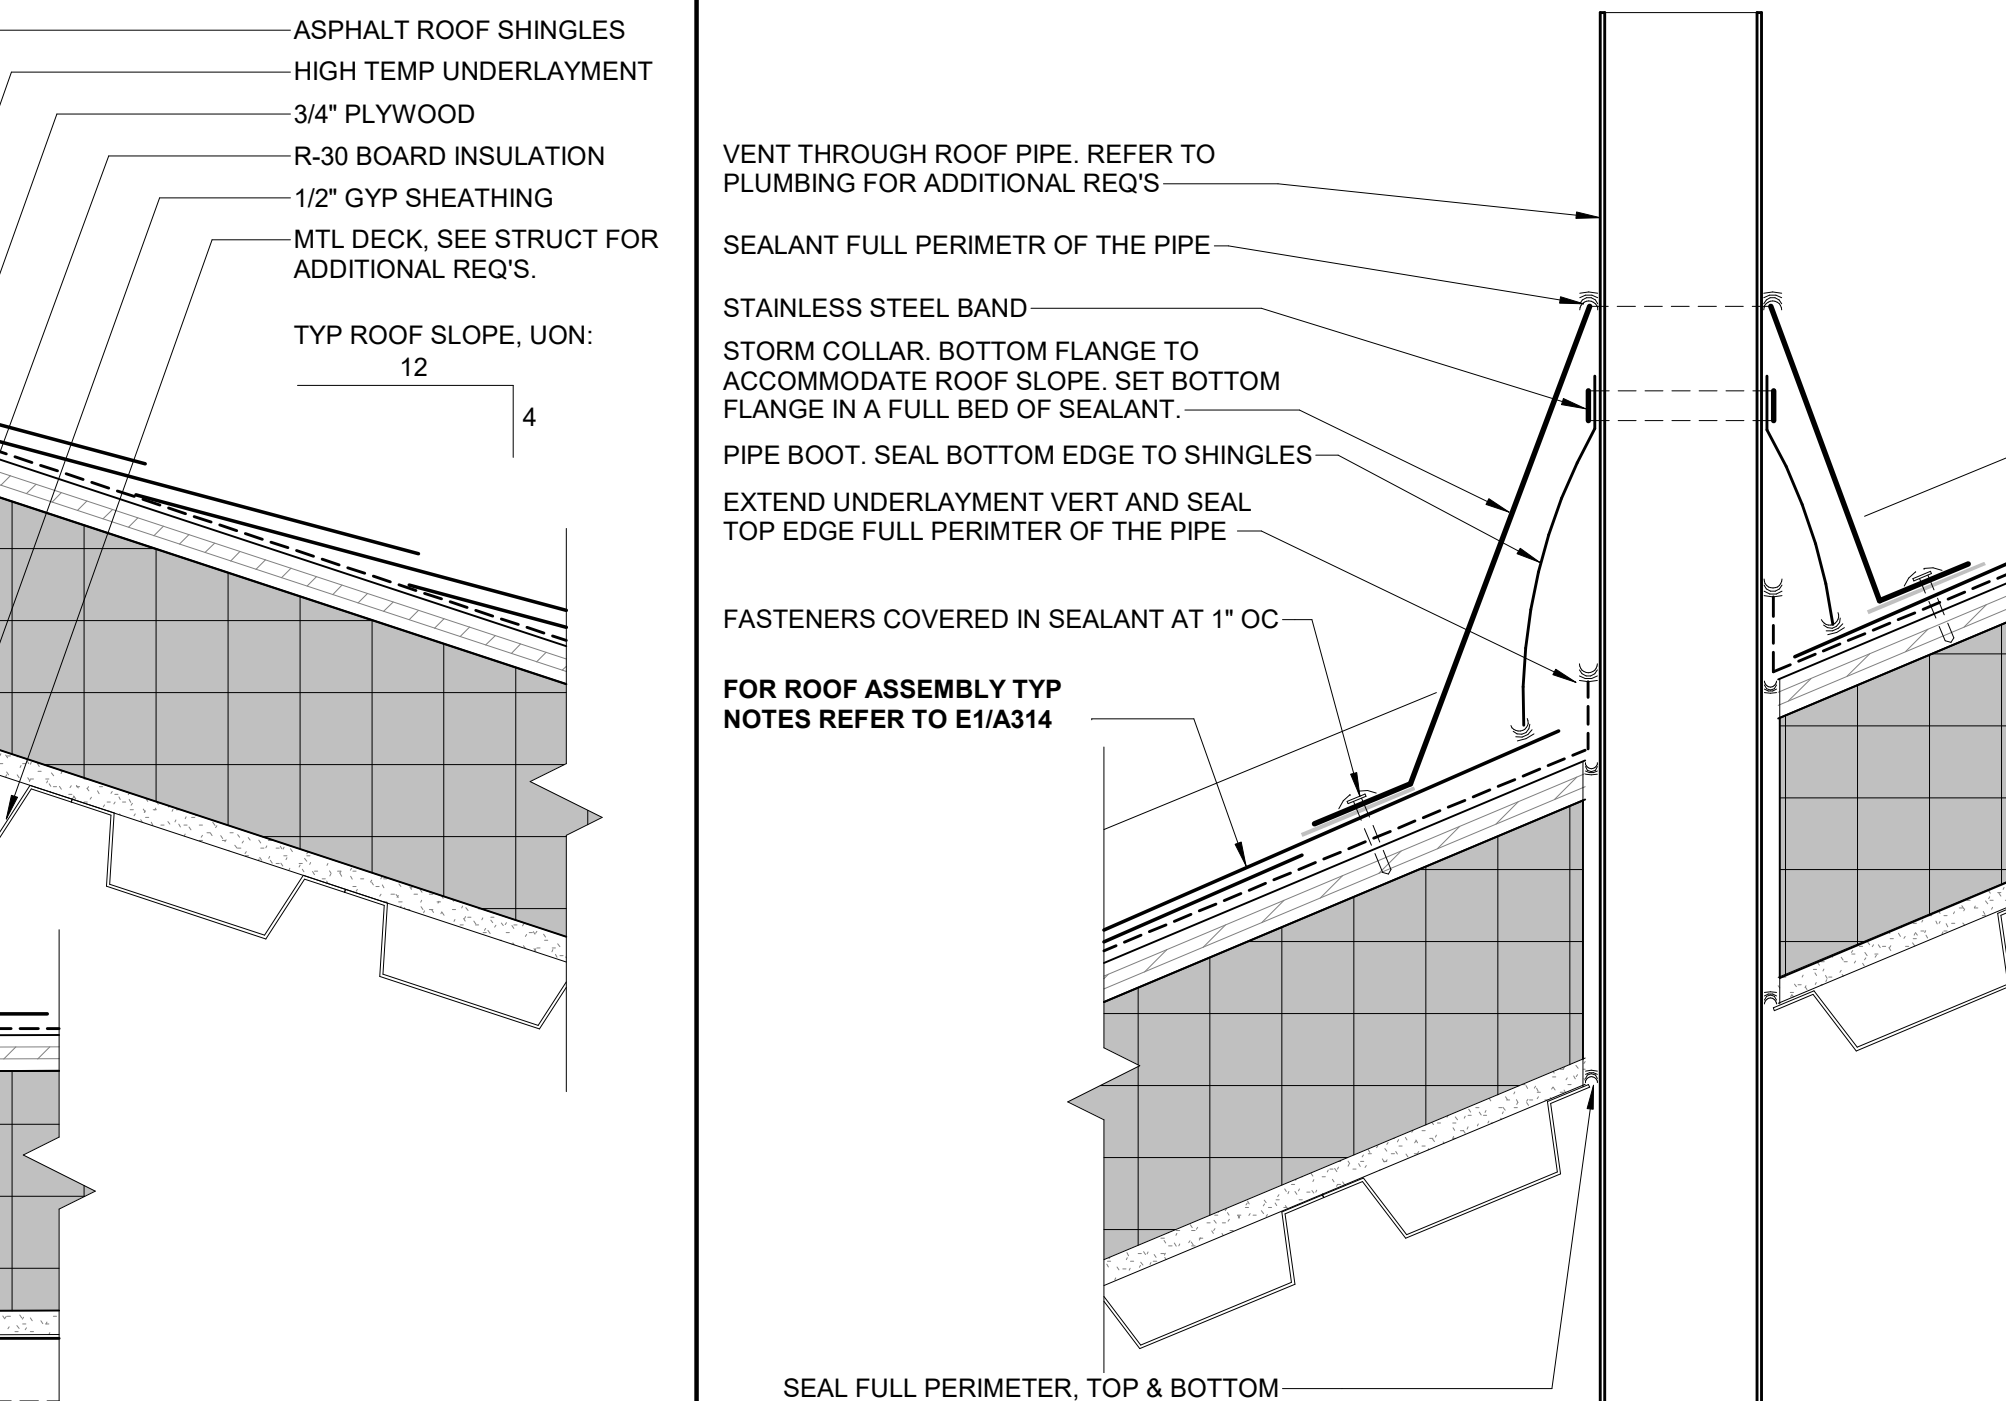 ASPHALT ROOF SHINGLES
HIGH TEMP UNDERLAYMENT
3/4" PLYWOOD
R-30 BOARD INSULATION
1/2" GYP SHEATHING
MTL DECK, SEE STRUCT FOR
ADDITIONAL REQ'S.
TYP ROOF SLOPE, UON:
12
4
VENT THROUGH ROOF PIPE. REFER TO
PLUMBING FOR ADDITIONAL REQ'S
SEALANT FULL PERIMETR OF THE PIPE
STAINLESS STEEL BAND
STORM COLLAR. BOTTOM FLANGE TO
ACCOMMODATE ROOF SLOPE. SET BOTTOM
FLANGE IN A FULL BED OF SEALANT.
PIPE BOOT. SEAL BOTTOM EDGE TO SHINGLES
EXTEND UNDERLAYMENT VERT AND SEAL
TOP EDGE FULL PERIMTER OF THE PIPE
FASTENERS COVERED IN SEALANT AT 1" OC
FOR ROOF ASSEMBLY TYP
NOTES REFER TO E1/A314
SEAL FULL PERIMETER, TOP & BOTTOM